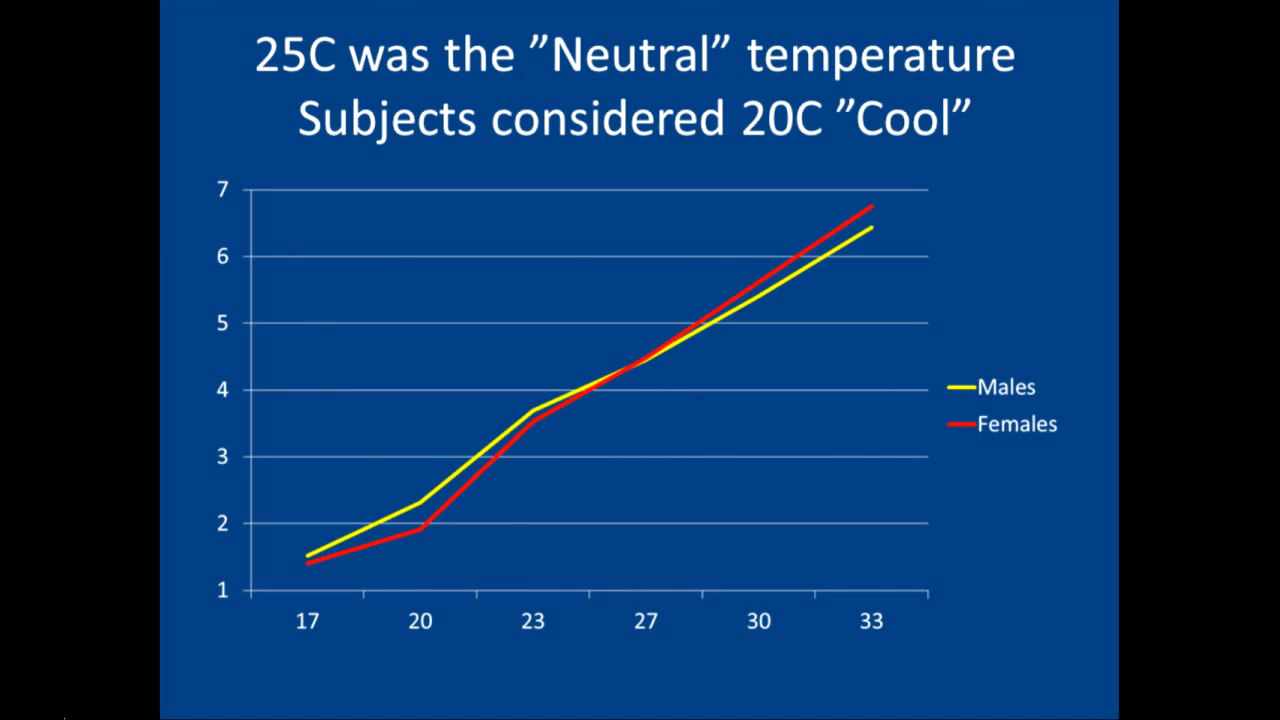 25C was the ”Neutral” temperature
Subjects considered 20C ”Cool”
7
6
5
4
3
2
1
17 20 23 27 30 33
Males
Females